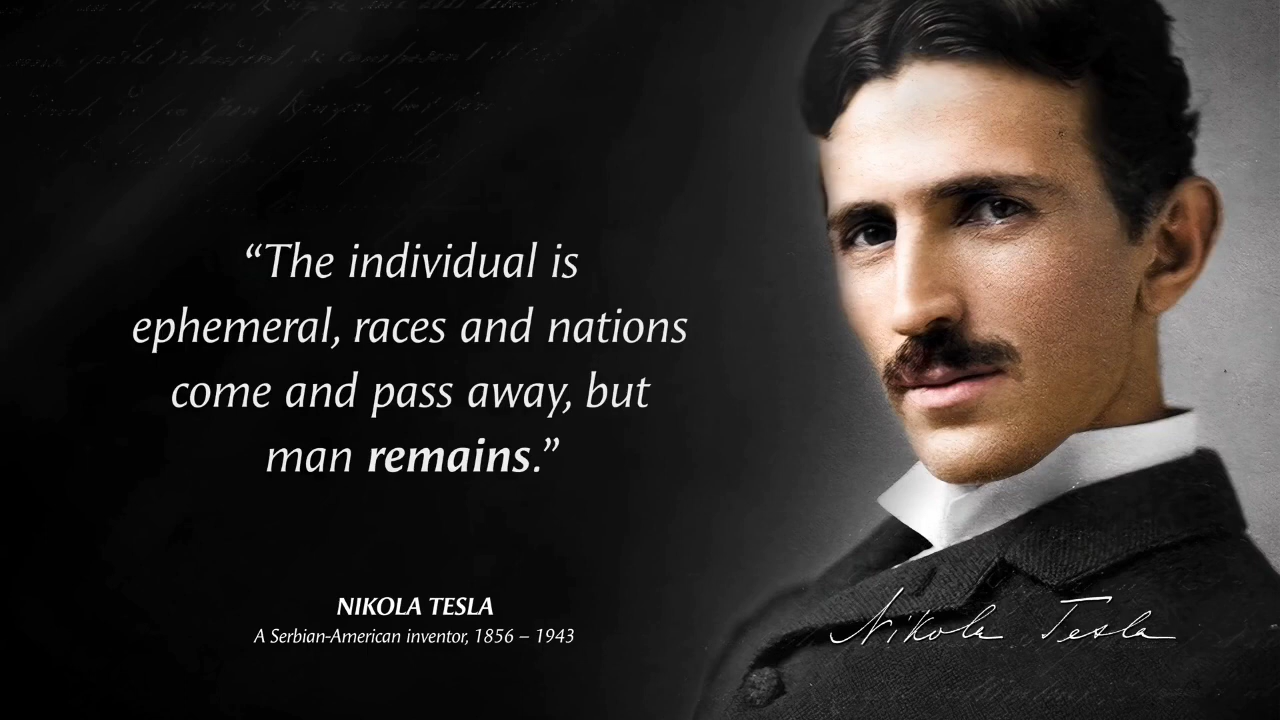 “The individual is
ephemeral, races and nations
come and pass away, but
man remains.”
NIKOLA TESLA
A Serbian-American inventor, 1856 – 1943
Nikola Tesla